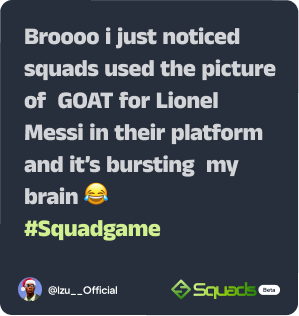 Broooo i just noticed
squads used the picture
of  GOAT for Lionel
Messi in their platform
and it's bursting  my
brain 😂
#Squadgame
@Izu__Official
Squads Beta